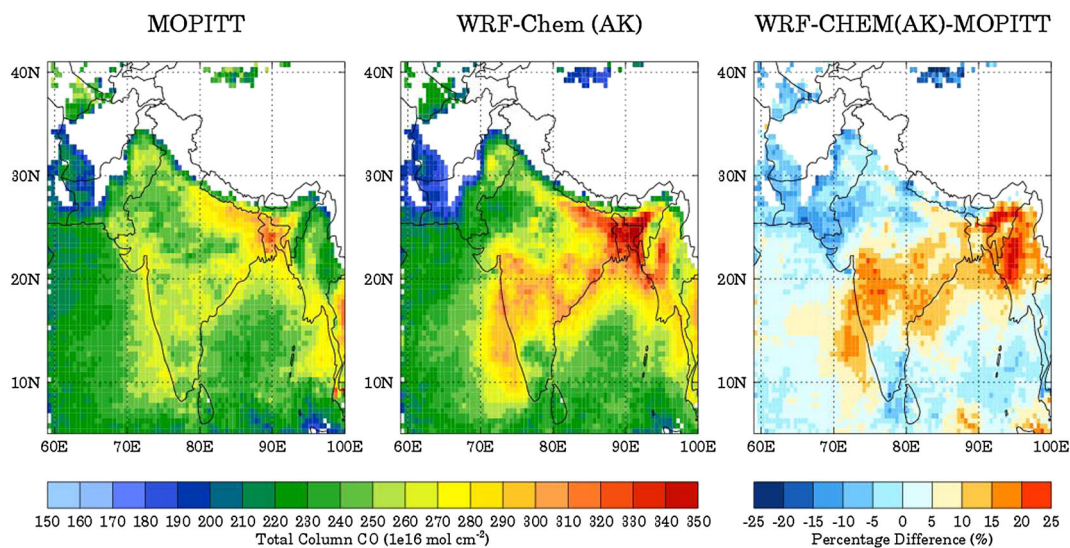 MOPITT WRF-Chem (AK) WRF-CHEM(AK)-MOPITT
40N 40N 40N
30N 30N 30N
20N 20N 20N
10N 10N 10N
60E 70E 80E 90E 100E 60E 70E 80E 90E 100E 60E 70E 80E 90E 100E
150 160 170 180 190 200 210 220 230 240 250 260 270 280 290 300 310 320 330 340 350 -25 -20 -15 -10 -5 0 5 10 15 20 25
Total Column CO (1e16 mol cm⁻²) Percentage Difference (%)